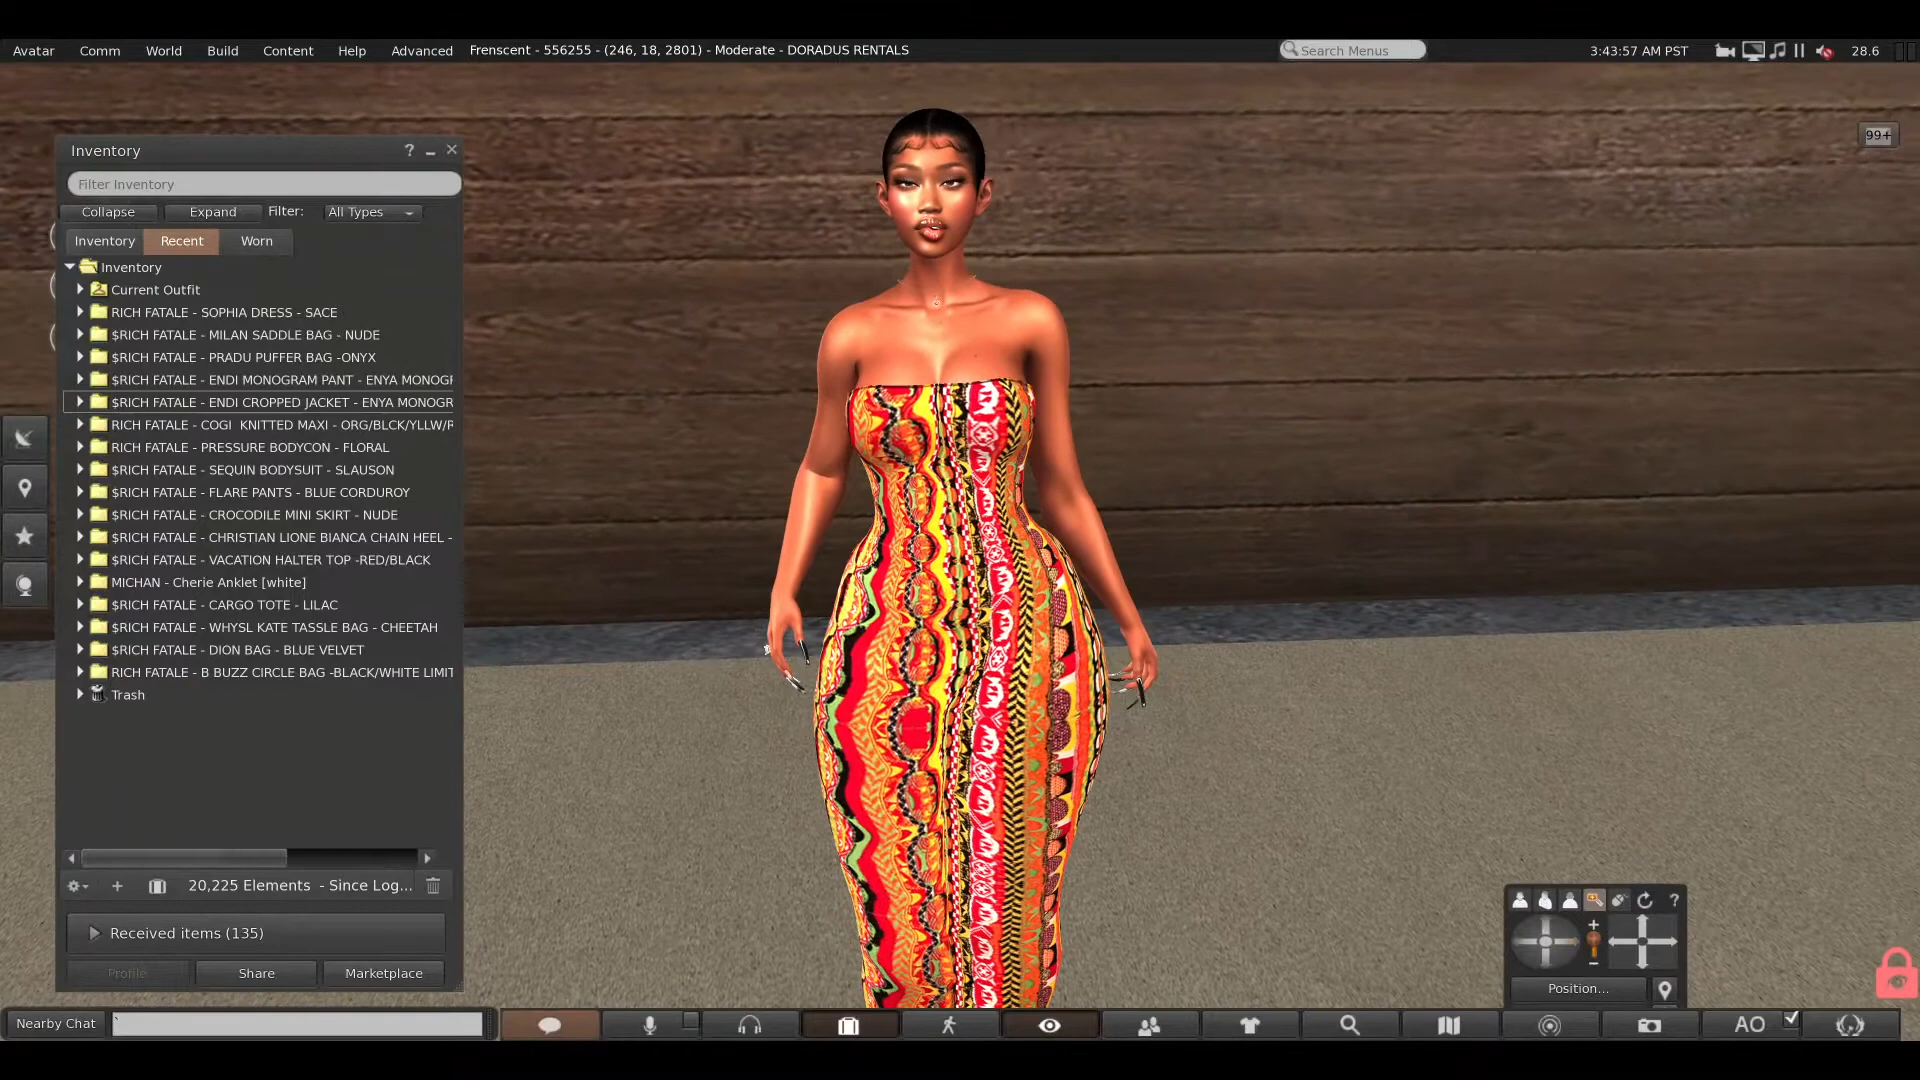 Avatar Comm World Build Content Help Advanced Frenscent - 556255 - (246, 18, 2801) - Moderate - DORADUS RENTALS Search Menus 3:43:57 AM PST 28.6
99+
Inventory ?
Filter Inventory
Collapse Expand Filter: All Types
Inventory Recent Worn
Inventory
Current Outfit
RICH FATALE - SOPHIA DRESS - SACE
$RICH FATALE - MILAN SADDLE BAG - NUDE
$RICH FATALE - PRADU PUFFER BAG -ONYX
$RICH FATALE - ENDI MONOGRAM PANT - ENYA MONOGR
$RICH FATALE - ENDI CROPPED JACKET - ENYA MONOGR
RICH FATALE - COGI  KNITTED MAXI - ORG/BLCK/YLLW/R
RICH FATALE - PRESSURE BODYCON - FLORAL
$RICH FATALE - SEQUIN BODYSUIT - SLAUSON
$RICH FATALE - FLARE PANTS - BLUE CORDUROY
$RICH FATALE - CROCODILE MINI SKIRT - NUDE
$RICH FATALE - CHRISTIAN LIONE BIANCA CHAIN HEEL -
$RICH FATALE - VACATION HALTER TOP -RED/BLACK
MICHAN - Cherie Anklet [white]
$RICH FATALE - CARGO TOTE - LILAC
$RICH FATALE - WHYSL KATE TASSLE BAG - CHEETAH
$RICH FATALE - DION BAG - BLUE VELVET
RICH FATALE - B BUZZ CIRCLE BAG -BLACK/WHITE LIMIT
Trash
20,225 Elements - Since Log...
Received items (135)
Profile Share Marketplace
?
Position...
Nearby Chat ` AO